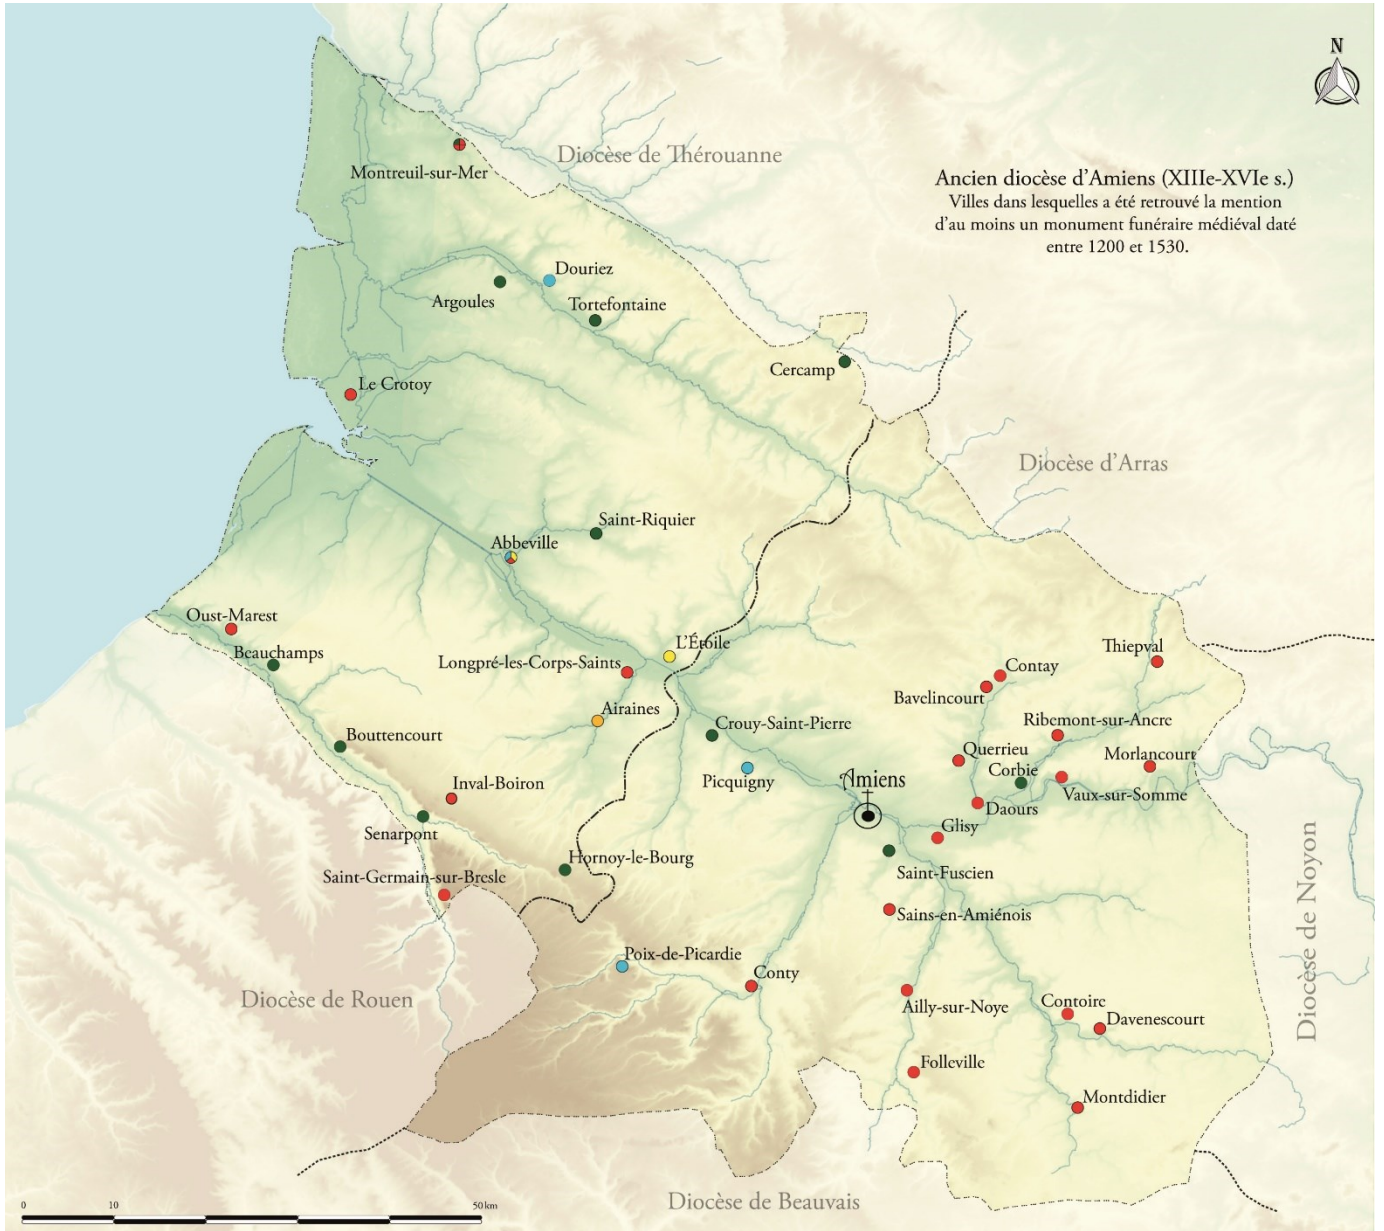 N
Diocèse de Thérouanne
Montreuil-sur-Mer
Ancien diocèse d'Amiens (XIIIe-XVIe s.)
Villes dans lesquelles a été retrouvé la mention
d'au moins un monument funéraire médiéval daté
entre 1200 et 1530.
Douriez
Argoules
Tortefontaine
Cercamp
Le Crotoy
Diocèse d'Arras
Saint-Riquier
Abbeville
Oust-Marest
Beauchamps
L'Étoile
Thiepval
Longpré-les-Corps-Saints
Contay
Bavelincourt
Airaines
Crouy-Saint-Pierre
Ribemont-sur-Ancre
Bouttencourt
Querrieu
Morlancourt
Corbie
Picquigny
Amiens
Inval-Boiron
Vaux-sur-Somme
Daours
Senarpont
Glisy
Hornoy-le-Bourg
Saint-Fuscien
Saint-Germain-sur-Bresle
Sains-en-Amiénois
Diocèse de Noyon
Poix-de-Picardie
Conty
Diocèse de Rouen
Ailly-sur-Noye
Contoire
Davenescourt
Folleville
Montdidier
Diocèse de Beauvais
0 10 50 km